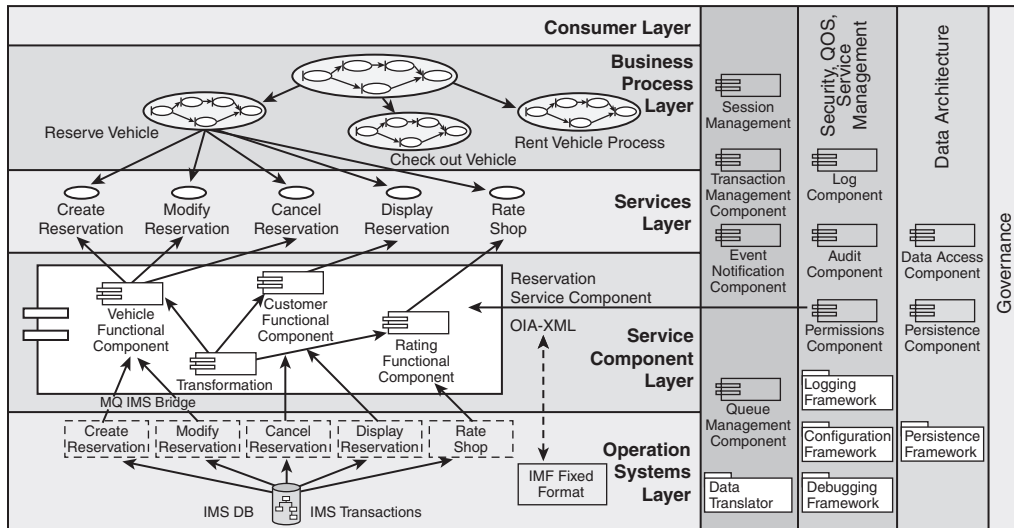 Consumer Layer
Business
Process
Layer
Reserve Vehicle
Check out Vehicle
Rent Vehicle Process
Create
Reservation
Modify
Reservation
Cancel
Reservation
Display
Reservation
Rate
Shop
Services
Layer
Vehicle
Functional
Component
Customer
Functional
Component
Rating
Functional
Component
Transformation
Reservation
Service Component
OIA-XML
Service
Component
Layer
MQ IMS Bridge
Create
Reservation
Modify
Reservation
Cancel
Reservation
Display
Reservation
Rate
Shop
IMS DB
IMS Transactions
IMF Fixed
Format
Operation
Systems
Layer
Session
Management
Transaction
Management
Component
Event
Notification
Component
Queue
Management
Component
Data
Translator
Security, QOS,
Service
Management
Log
Component
Audit
Component
Permissions
Component
Logging
Framework
Configuration
Framework
Debugging
Framework
Data Architecture
Data Access
Component
Persistence
Component
Persistence
Framework
Governance